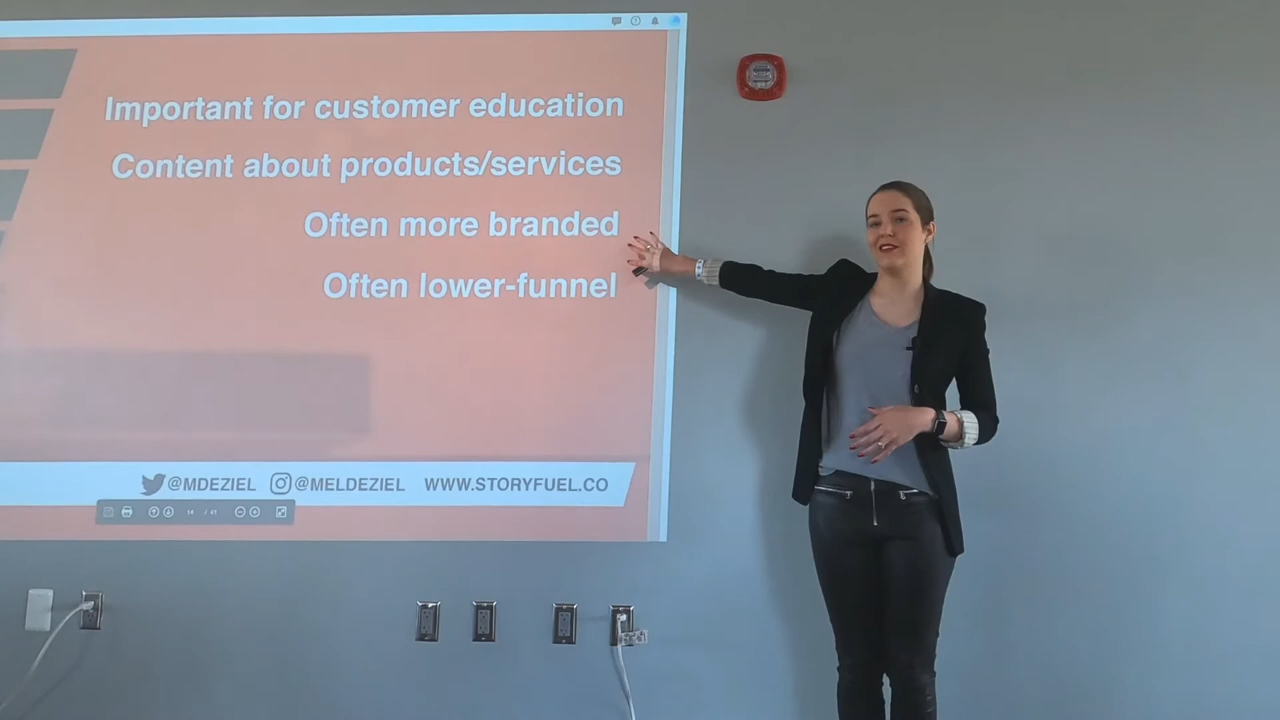 Important for customer education
Content about products/services
Often more branded
Often lower-funnel
@MDEZIEL @MELDEZIEL WWW.STORYFUEL.CO